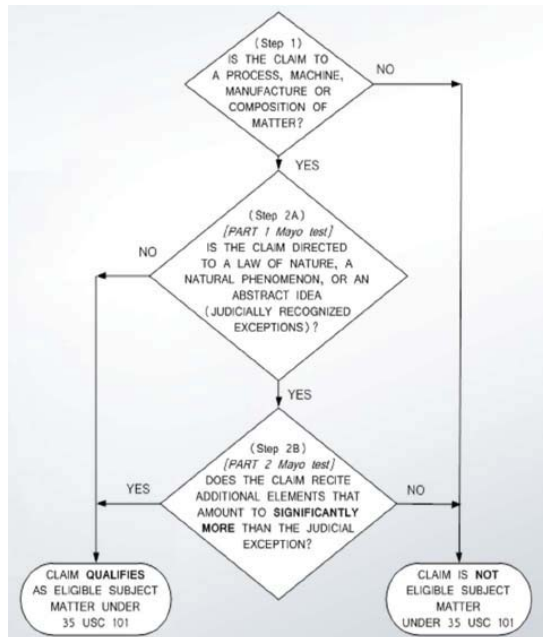 (Step 1)
IS THE CLAIM TO
A PROCESS, MACHINE,
MANUFACTURE OR
COMPOSITION OF
MATTER?
NO
YES
(Step 2A)
[PART 1 Mayo test]
IS THE CLAIM DIRECTED
TO A LAW OF NATURE, A
NATURAL PHENOMENON, OR AN
ABSTRACT IDEA
(JUDICIALLY RECOGNIZED
EXCEPTIONS)?
NO
YES
(Step 2B)
[PART 2 Mayo test]
DOES THE CLAIM RECITE
ADDITIONAL ELEMENTS THAT
AMOUNT TO SIGNIFICANTLY
MORE THAN THE JUDICIAL
EXCEPTION?
YES
NO
CLAIM QUALIFIES
AS ELIGIBLE SUBJECT
MATTER UNDER
35 USC 101
CLAIM IS NOT
ELIGIBLE SUBJECT
MATTER
UNDER 35 USC 101